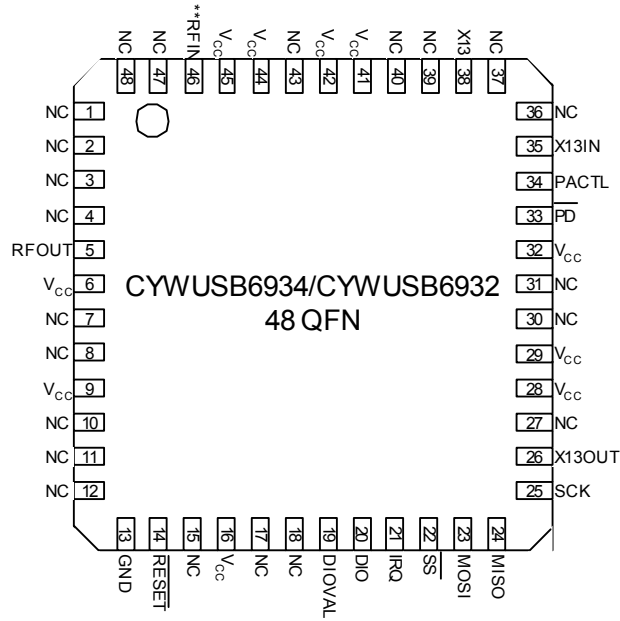 NC NC **RFIN VCC VCC NC VCC VCC NC NC X13 NC
48 47 46 45 44 43 42 41 40 39 38 37
NC 1 36 NC
NC 2 35 X13IN
NC 3 34 PACTL
NC 4 33 PD
RFOUT 5 32 VCC
VCC 6 31 NC
CYWUSB6934/CYWUSB6932
48 QFN
NC 7 30 NC
NC 8 29 VCC
VCC 9 28 VCC
NC 10 27 NC
NC 11 26 X13OUT
NC 12 25 SCK
13 14 15 16 17 18 19 20 21 22 23 24
GND RESET NC VCC NC NC DIOVAL DIO IRQ SS MOSI MISO